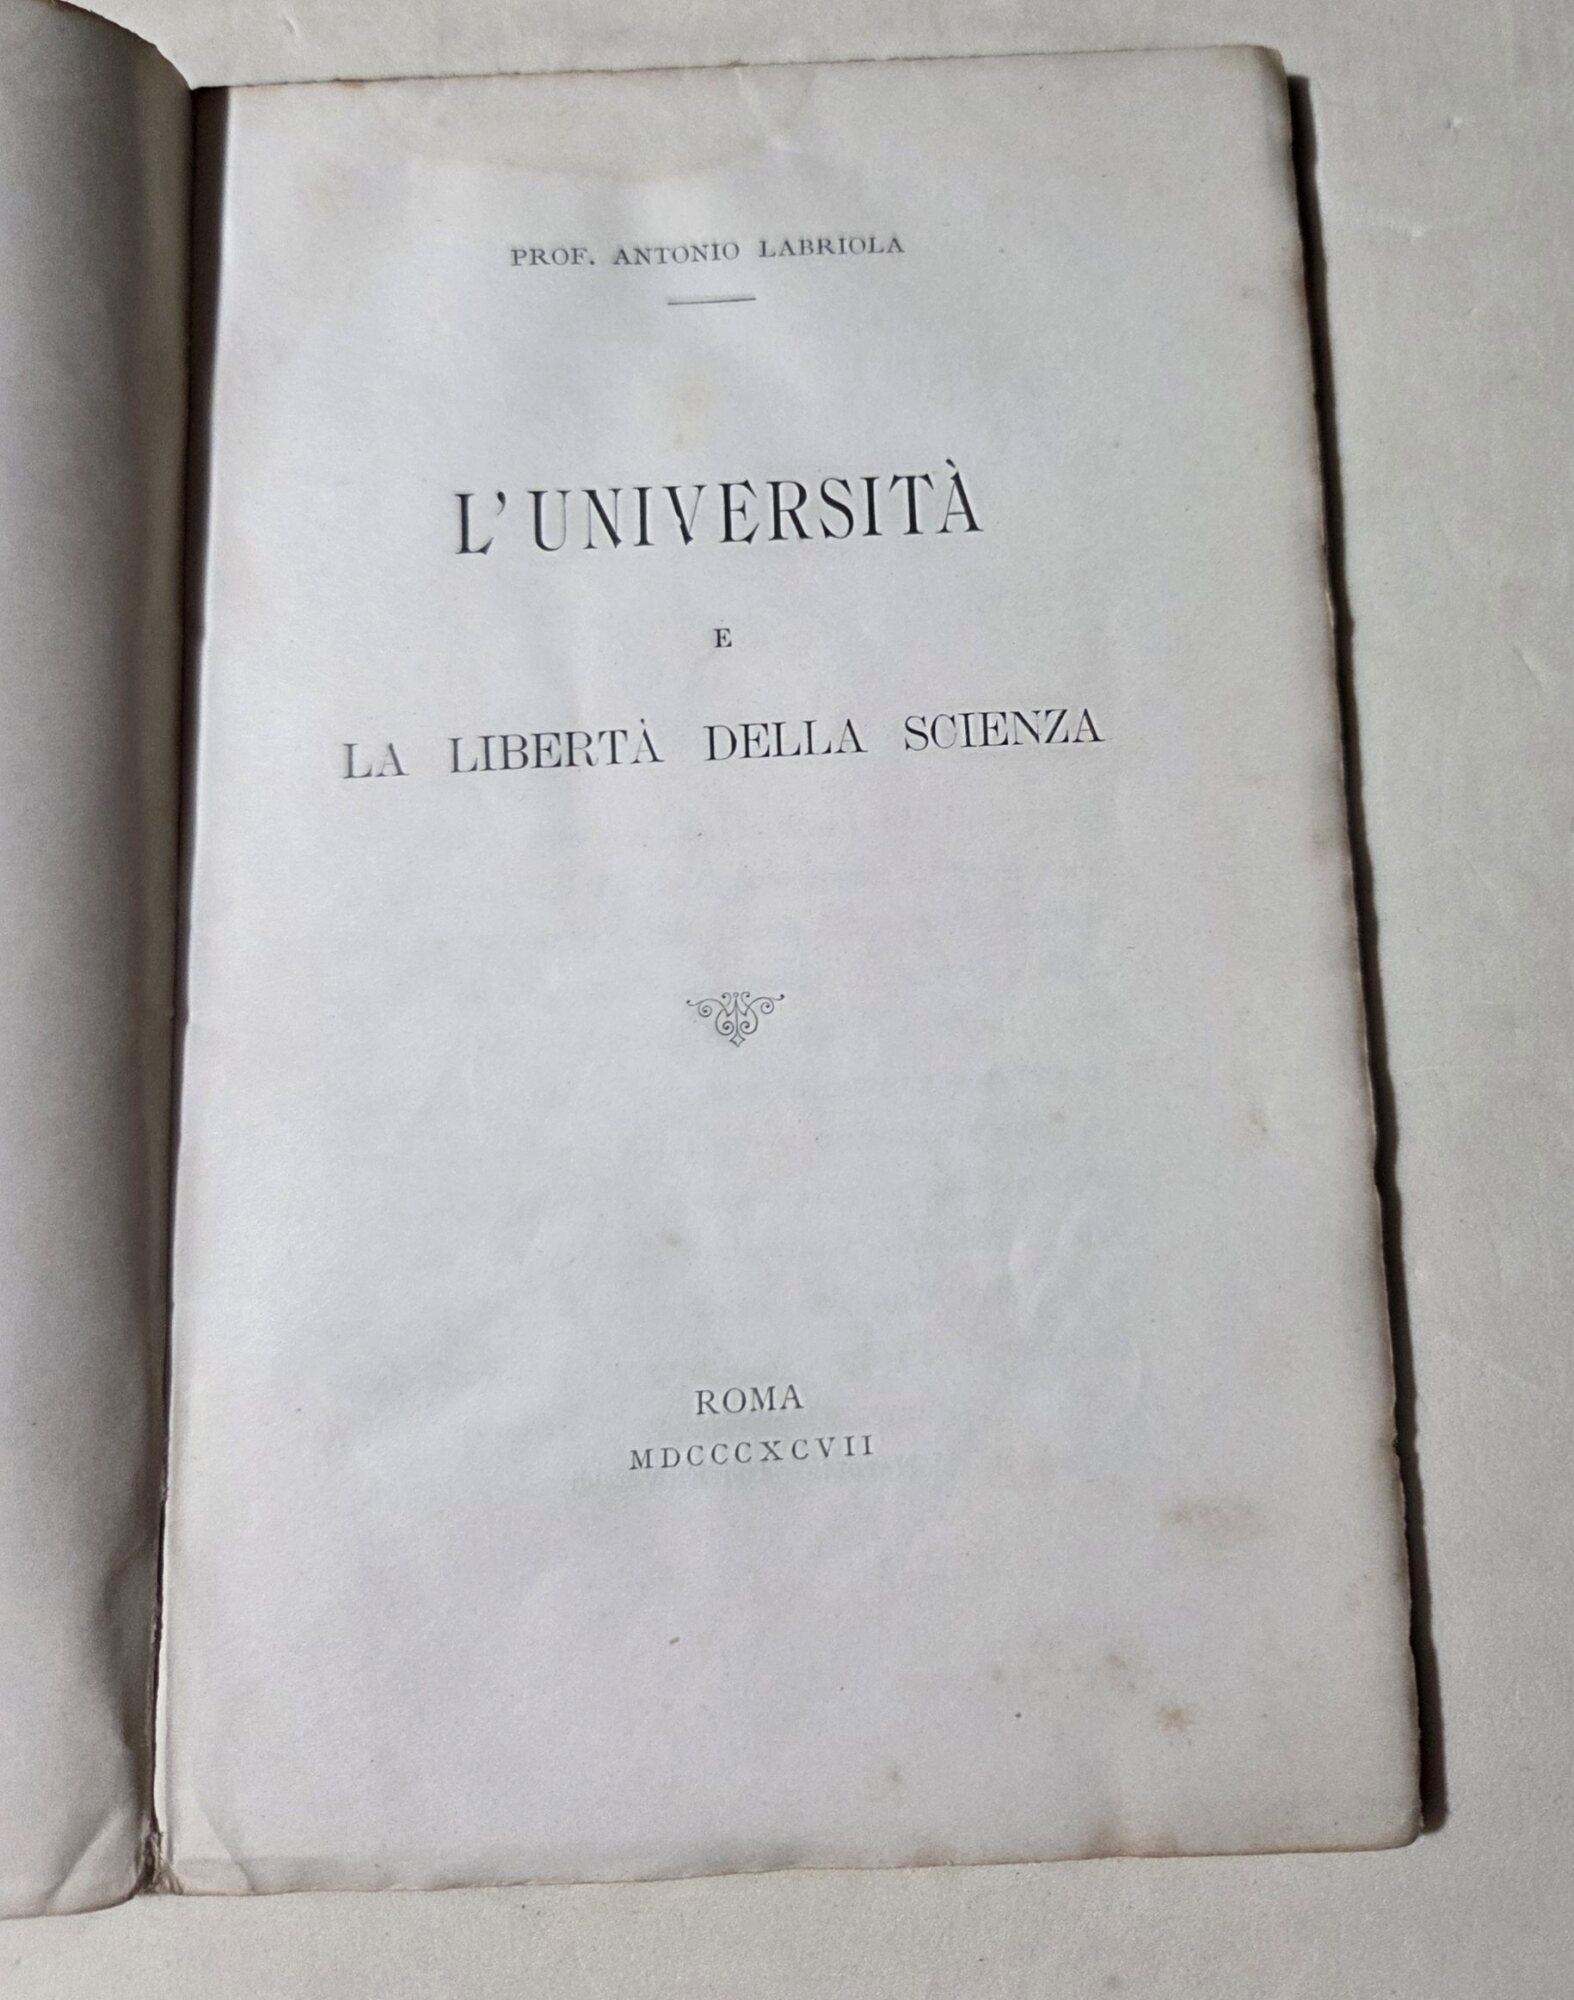 PROF. ANTONIO LABRIOLA
L'UNIVERSITÀ
E
LA LIBERTÀ DELLA SCIENZA
ROMA
MDCCCXCVII